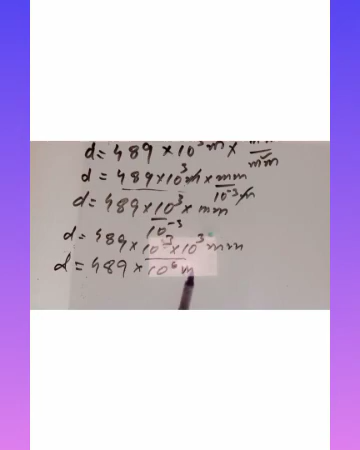 d = 489 × 10³ m × mm/mm
d = 489 × 10³ m × mm/10⁻³ m
d = 489 × 10³/10⁻³ × mm
d = 489 × 10³ × 10³ mm
d = 489 × 10⁶ m